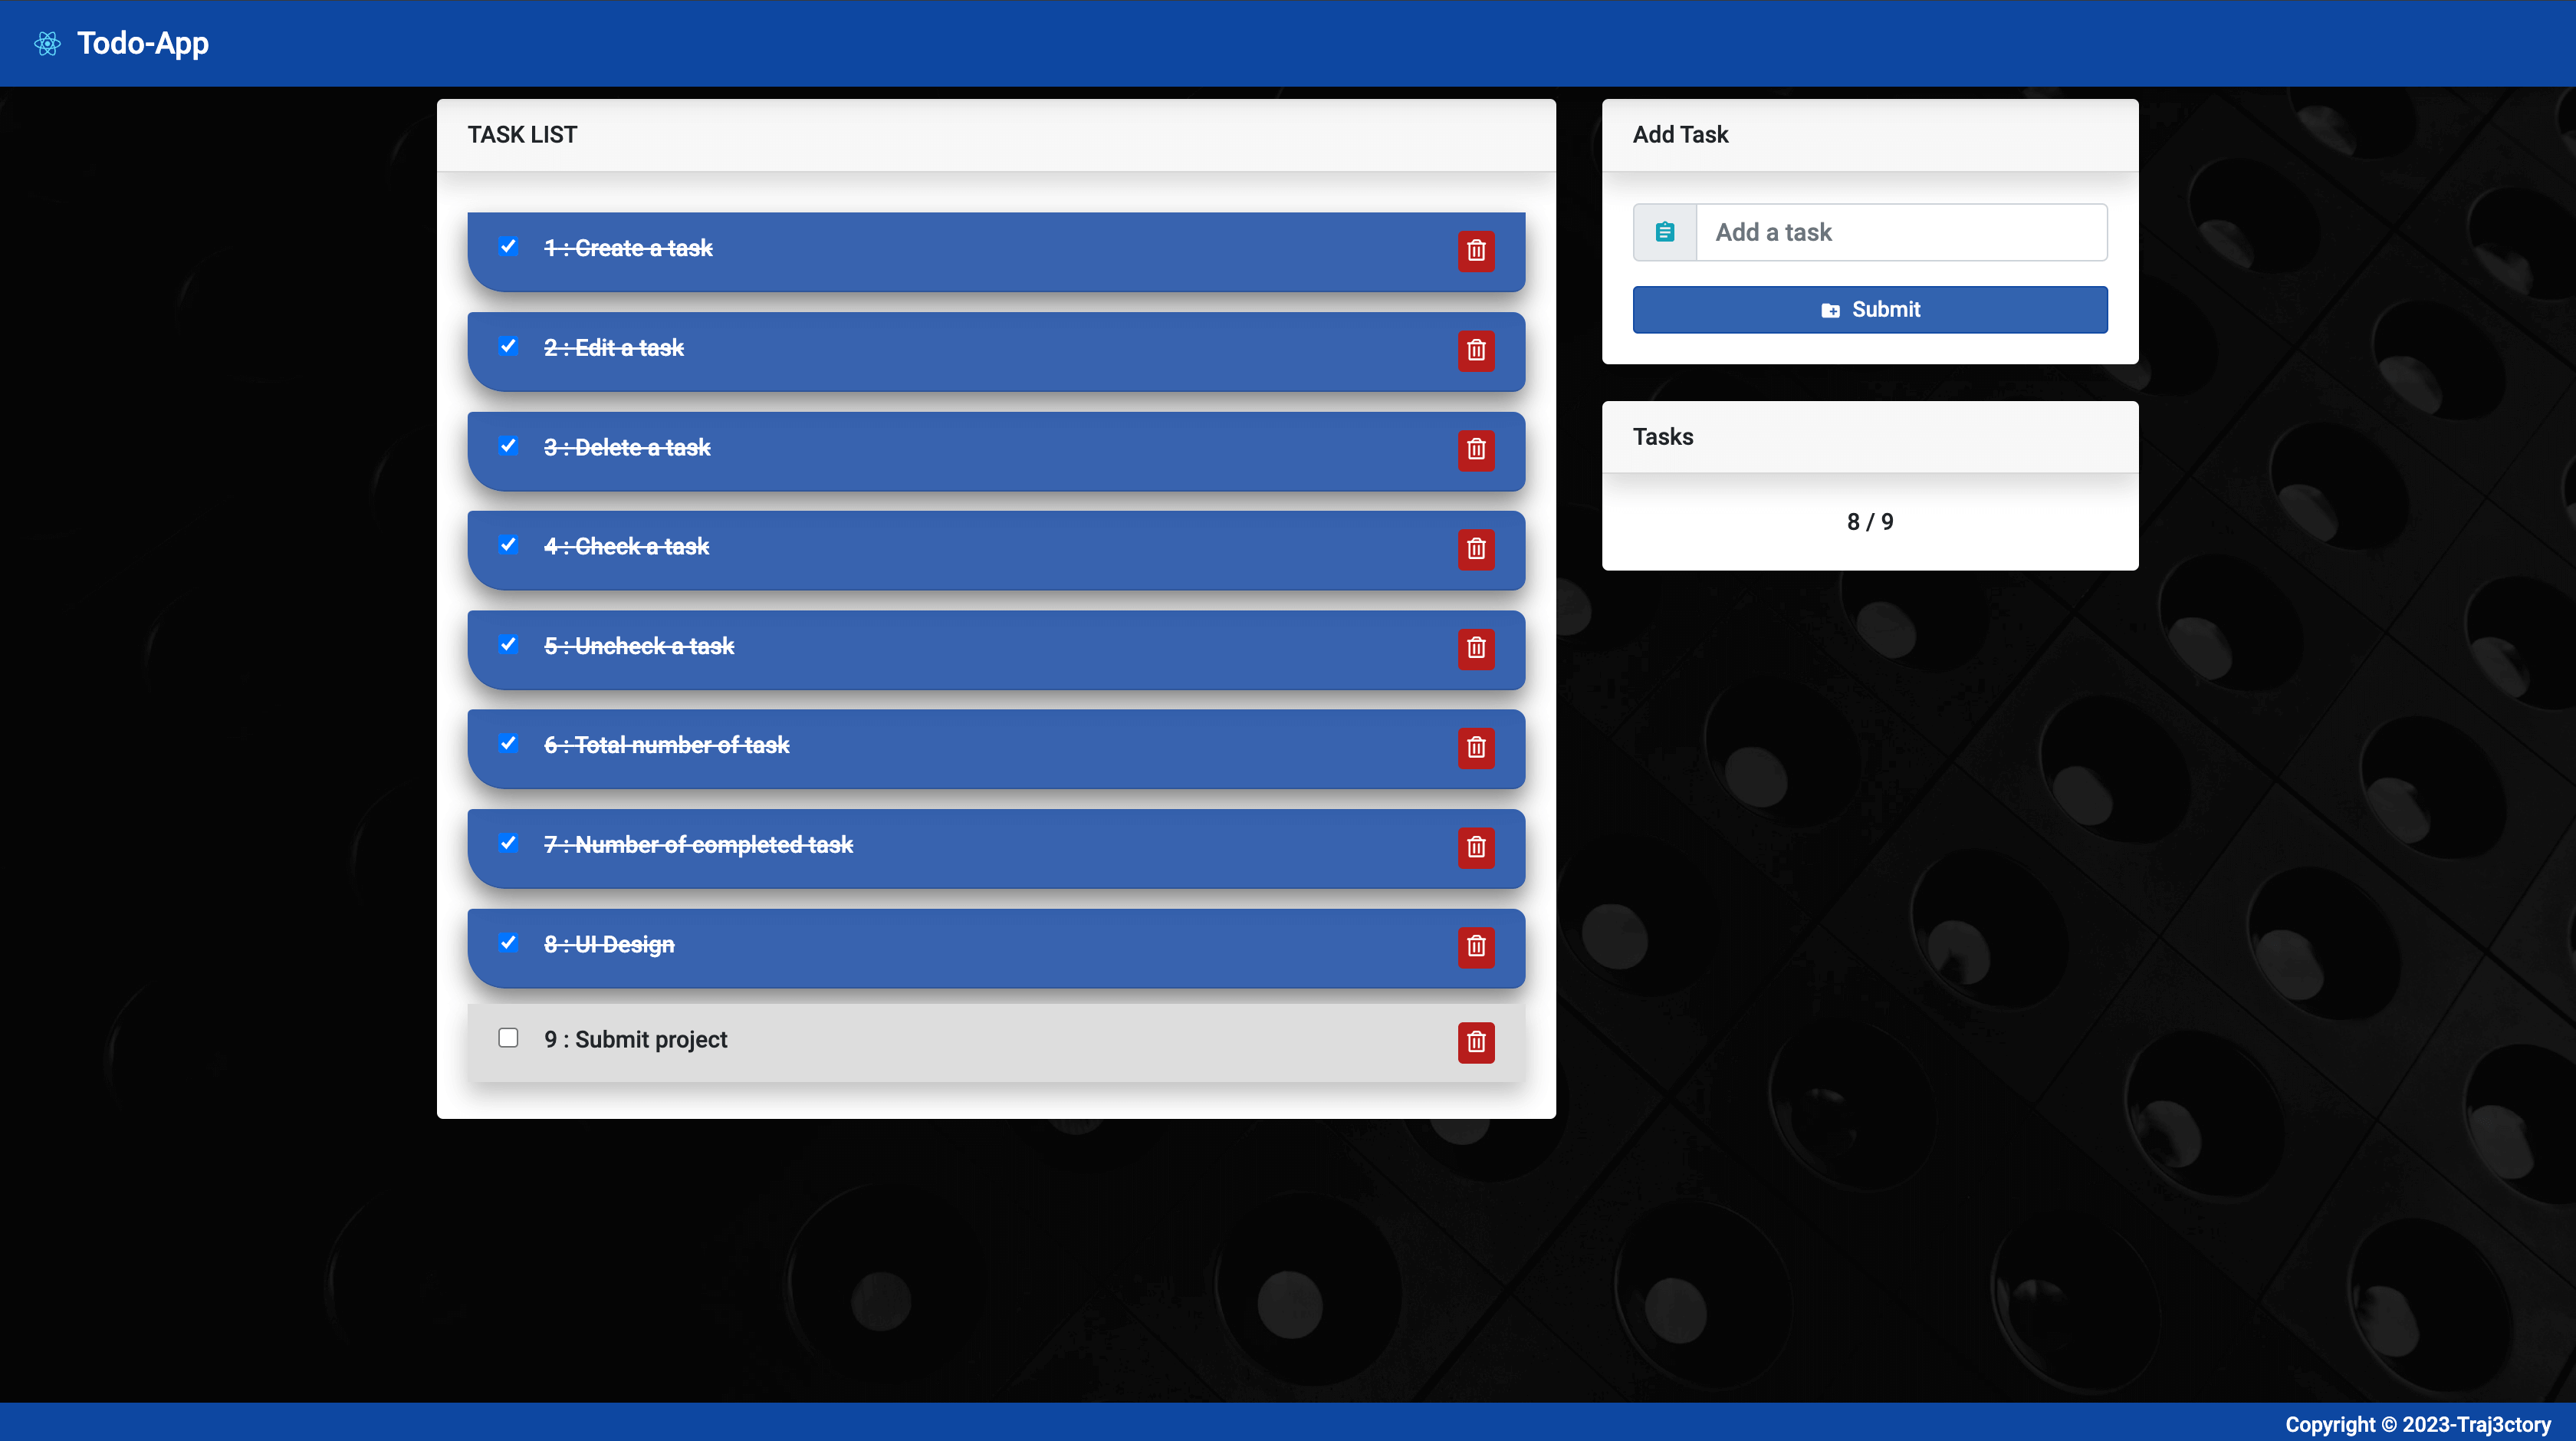 Todo-App
TASK LIST
1 : Create a task
2 : Edit a task
3 : Delete a task
4 : Check a task
5 : Uncheck a task
6 : Total number of task
7 : Number of completed task
8 : UI Design
9 : Submit project
Add Task
Add a task
Submit
Tasks
8 / 9
Copyright © 2023-Traj3ctory